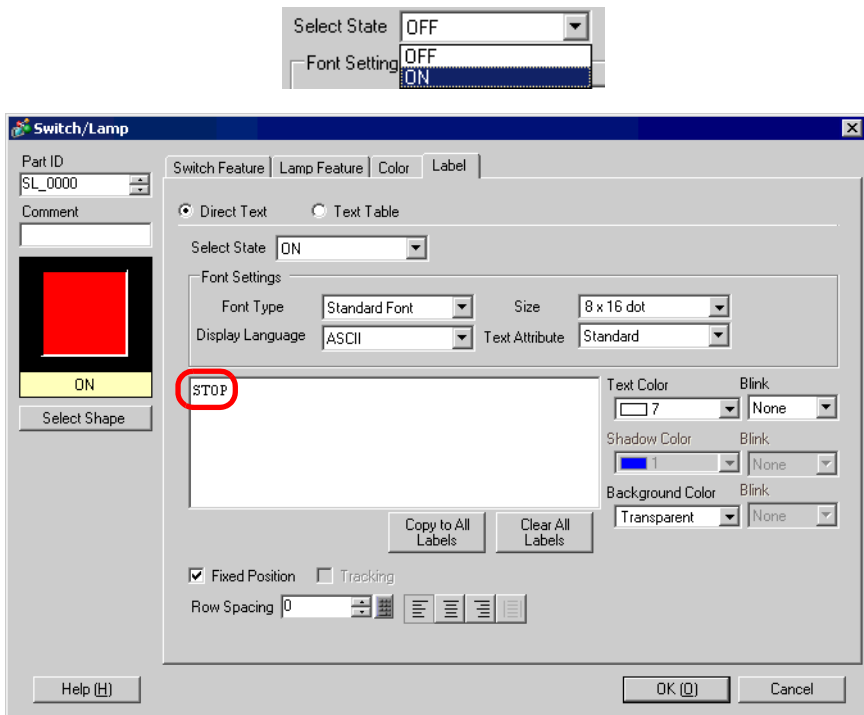 Select State OFF
Font Setting OFF
ON
Switch/Lamp
Part ID
SL_0000
Comment
ON
Select Shape
Switch Feature Lamp Feature Color Label
Direct Text Text Table
Select State ON
Font Settings
Font Type Standard Font Size 8 x 16 dot
Display Language ASCII Text Attribute Standard
STOP
Text Color Blink
7 None
Shadow Color Blink
1 None
Background Color Blink
Transparent None
Copy to All
Labels
Clear All
Labels
Fixed Position Tracking
Row Spacing 0
Help (H) OK (O) Cancel